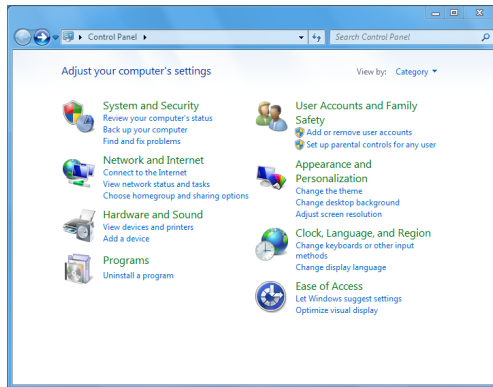 Control Panel
Search Control Panel
Adjust your computer's settings
View by: Category
System and Security
Review your computer's status
Back up your computer
Find and fix problems
Network and Internet
Connect to the Internet
View network status and tasks
Choose homegroup and sharing options
Hardware and Sound
View devices and printers
Add a device
Programs
Uninstall a program
User Accounts and Family
Safety
Add or remove user accounts
Set up parental controls for any user
Appearance and
Personalization
Change the theme
Change desktop background
Adjust screen resolution
Clock, Language, and Region
Change keyboards or other input
methods
Change display language
Ease of Access
Let Windows suggest settings
Optimize visual display